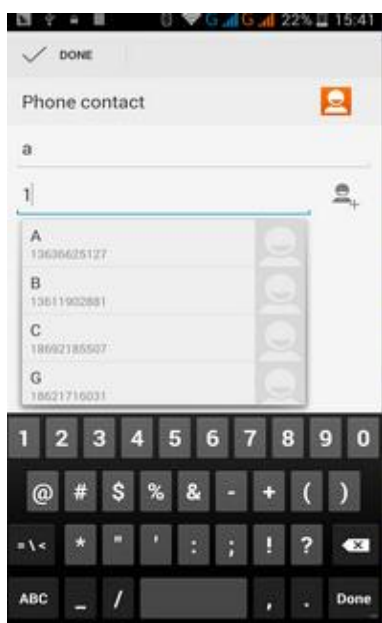 G G 22% 15:41
DONE
Phone contact
a
1
A
13636625127
B
13611902881
C
18692185507
G
18621716031
1 2 3 4 5 6 7 8 9 0
@ # $ % & - + ( )
=\< * " ' : ; ! ?
ABC _ / , . Done